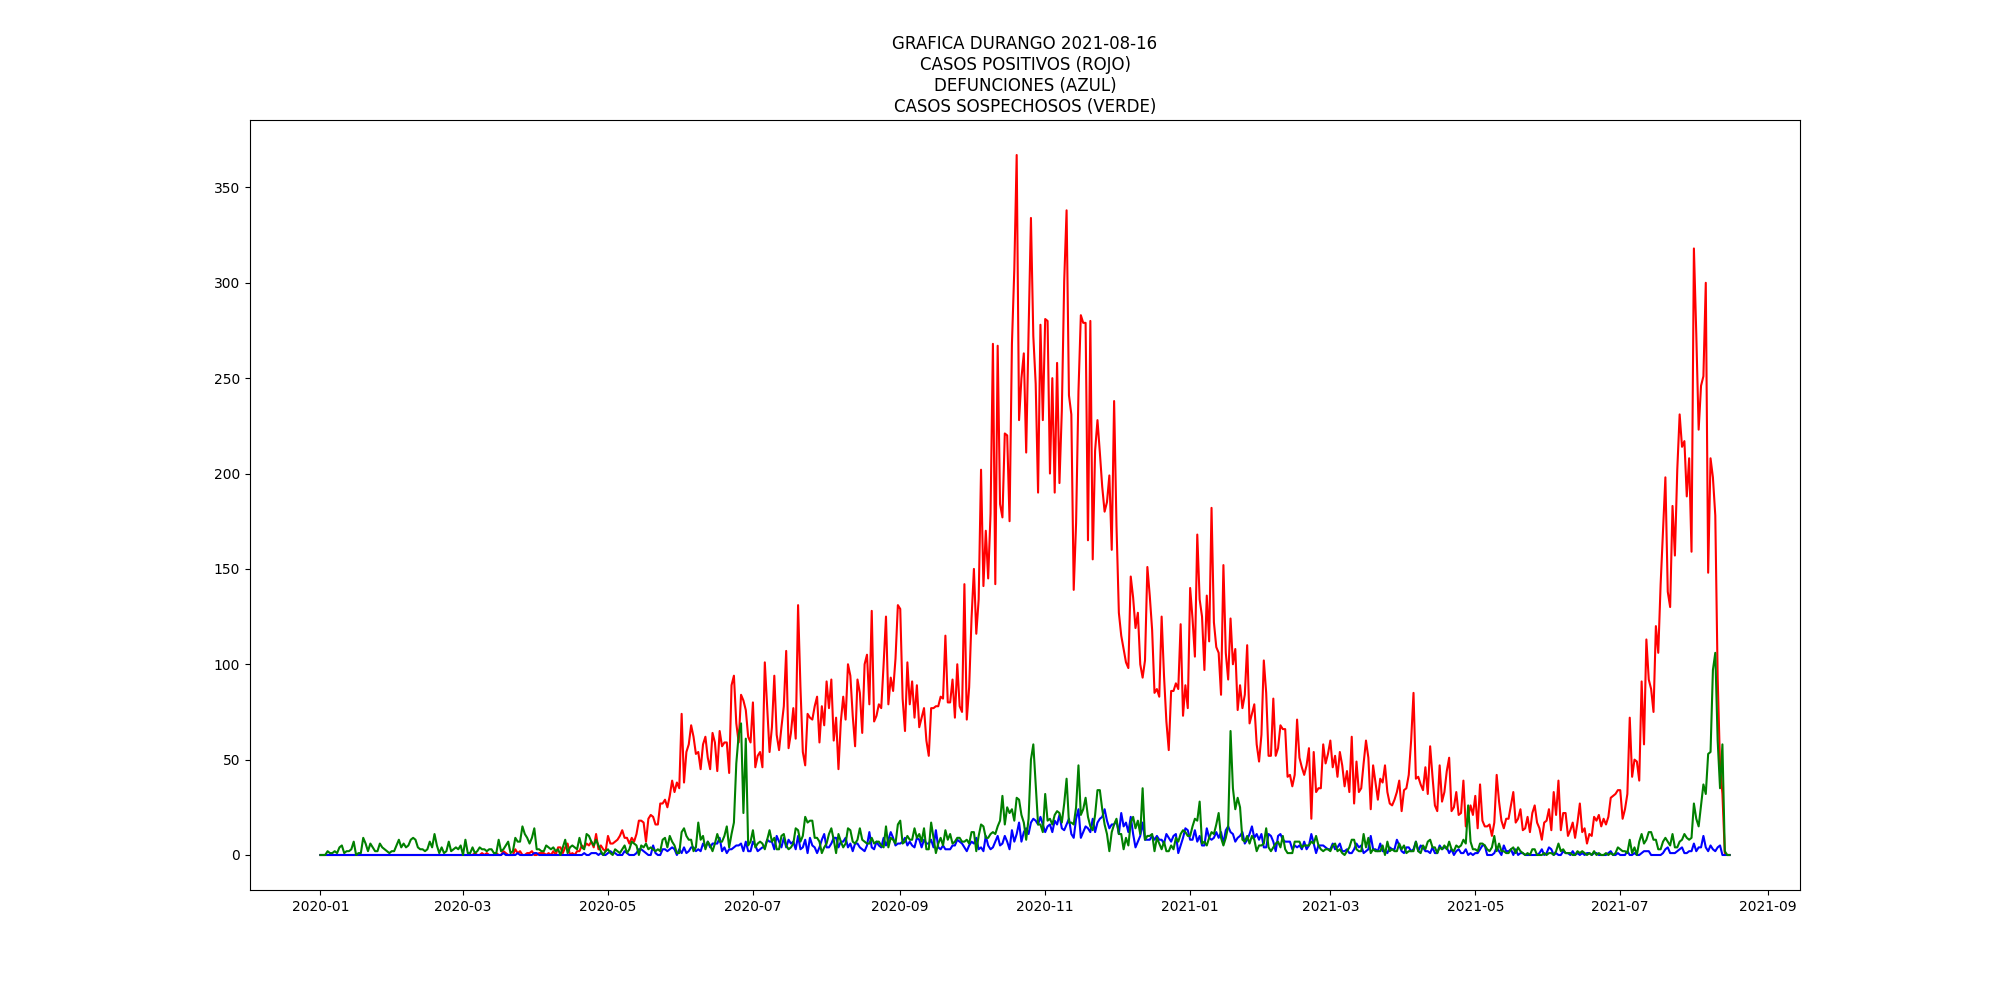 GRAFICA DURANGO 2021-08-16
CASOS POSITIVOS (ROJO)
DEFUNCIONES (AZUL)
CASOS SOSPECHOSOS (VERDE)
350
300
250
200
150
100
50
0
2020-01 2020-03 2020-05 2020-07 2020-09 2020-11 2021-01 2021-03 2021-05 2021-07 2021-09